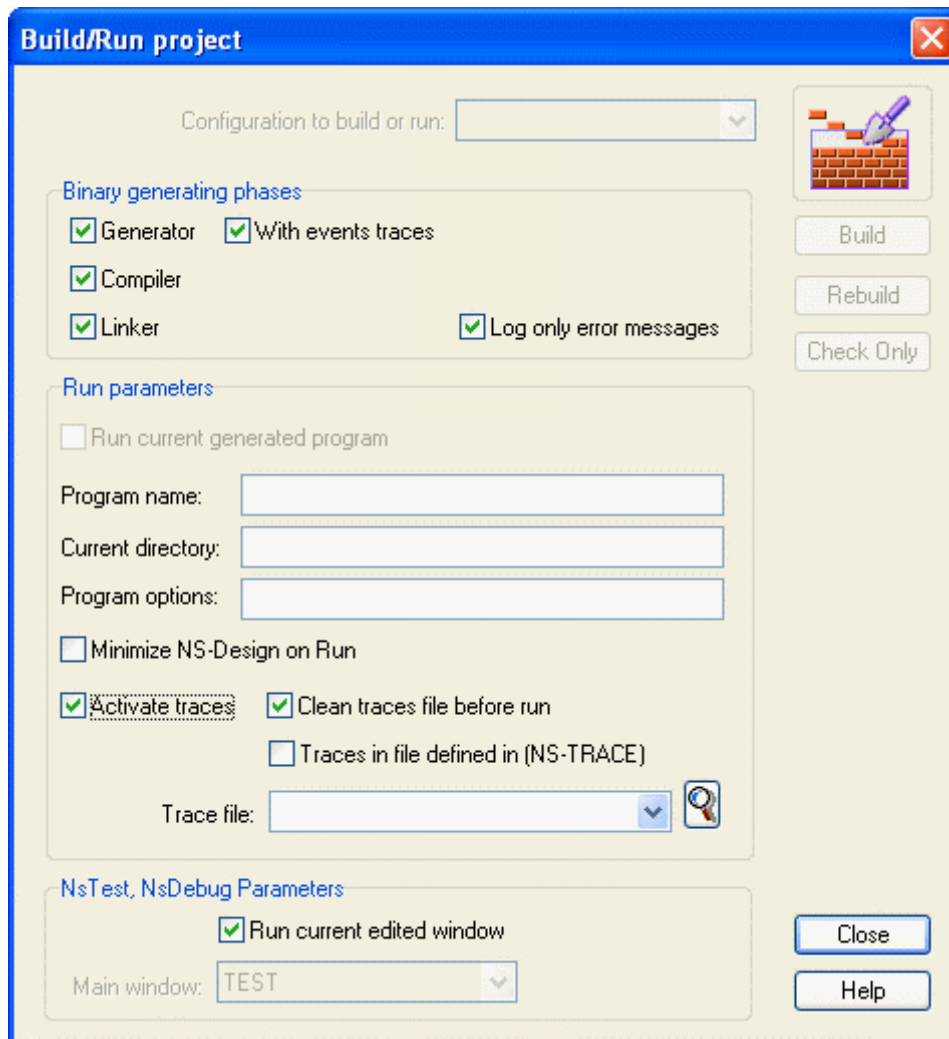 Build/Run project
Configuration to build or run:
Binary generating phases
Generator With events traces
Build
Compiler
Rebuild
Linker Log only error messages
Check Only
Run parameters
Run current generated program
Program name:
Current directory:
Program options:
Minimize NS-Design on Run
Activate traces Clean traces file before run
Traces in file defined in (NS-TRACE)
Trace file:
NsTest, NsDebug Parameters
Run current edited window
Close
Main window: TEST
Help